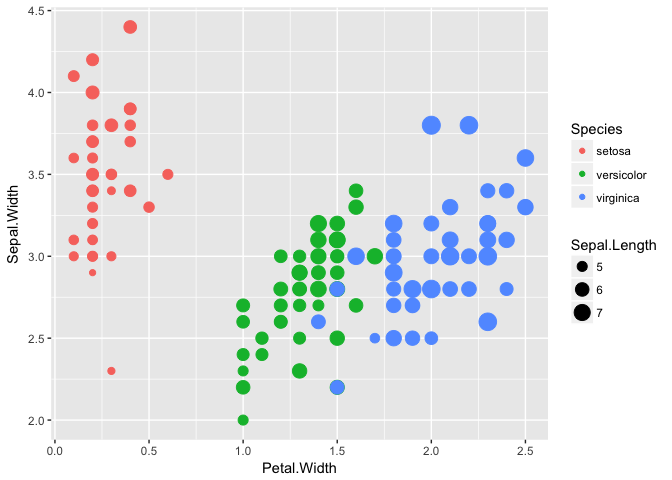 4.5
4.0
3.5
3.0
2.5
2.0
Sepal.Width
0.0 0.5 1.0 1.5 2.0 2.5
Petal.Width
Species
setosa
versicolor
virginica
Sepal.Length
5
6
7